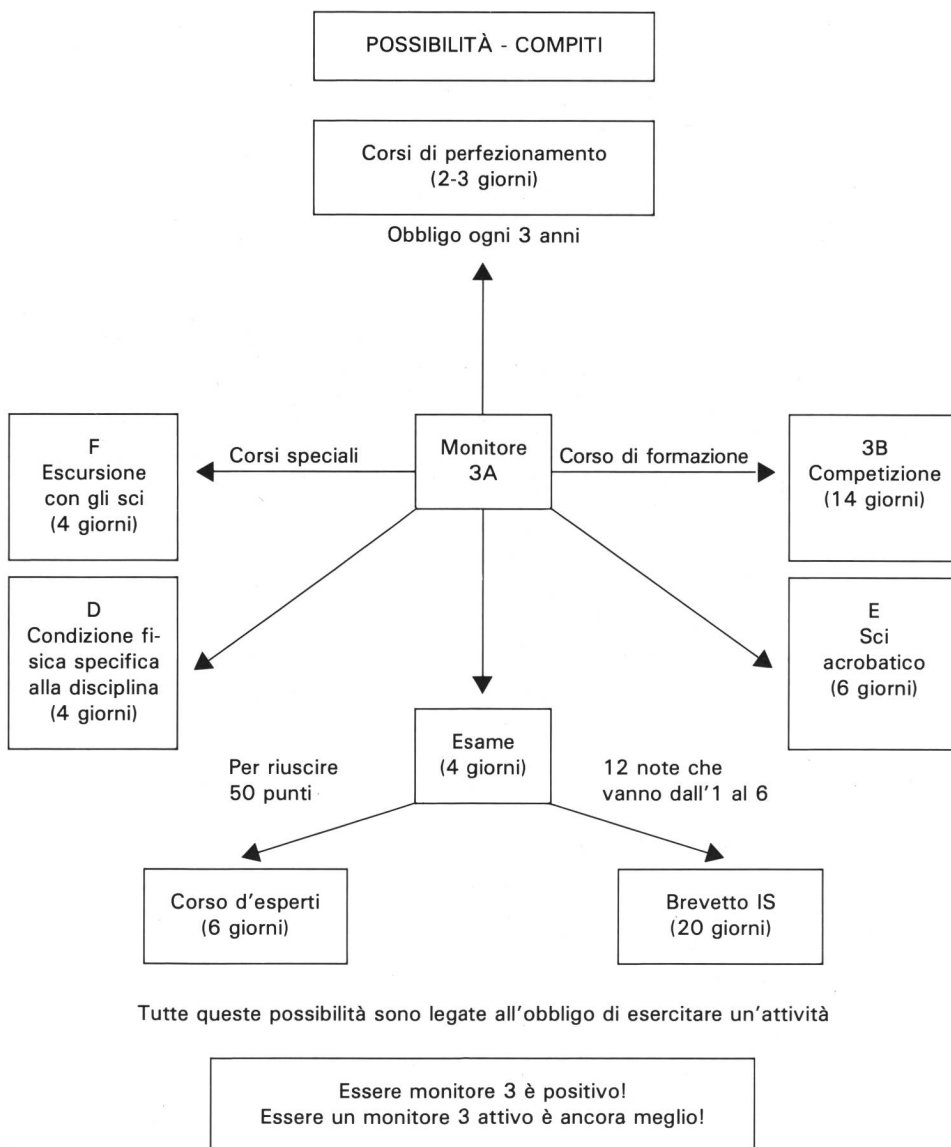 POSSIBILITÀ - COMPITI
Corsi di perfezionamento
(2-3 giorni)
Obbligo ogni 3 anni
F
Escursione
con gli sci
(4 giorni)
Corsi speciali
Monitore
3A
Corso di formazione
3B
Competizione
(14 giorni)
D
Condizione fi-
sica specifica
alla disciplina
(4 giorni)
E
Sci
acrobatico
(6 giorni)
Per riuscire
50 punti
Esame
(4 giorni)
12 note che
vanno dall'1 al 6
Corso d'esperti
(6 giorni)
Brevetto IS
(20 giorni)
Tutte queste possibilità sono legate all'obbligo di esercitare un'attività
Essere monitore 3 è positivo!
Essere un monitore 3 attivo è ancora meglio!